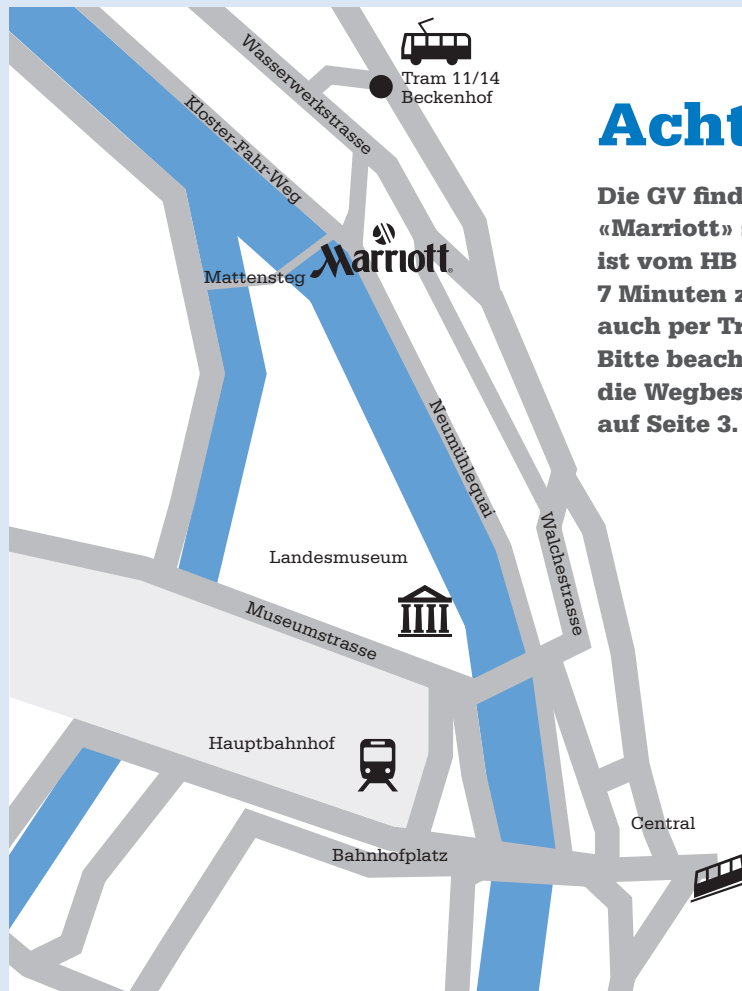 Wasserwerkstrasse
Tram 11/14
Beckenhof
Kloster-Fahr-Weg
Marriott
Mattensteg
Neumühlequai
Walchestrasse
Landesmuseum
Museumstrasse
Hauptbahnhof
Bahnhofplatz
Central
Acht
Die GV find
«Marriott»
ist vom HB
7 Minuten z
auch per Tr
Bitte beach
die Wegbes
auf Seite 3.